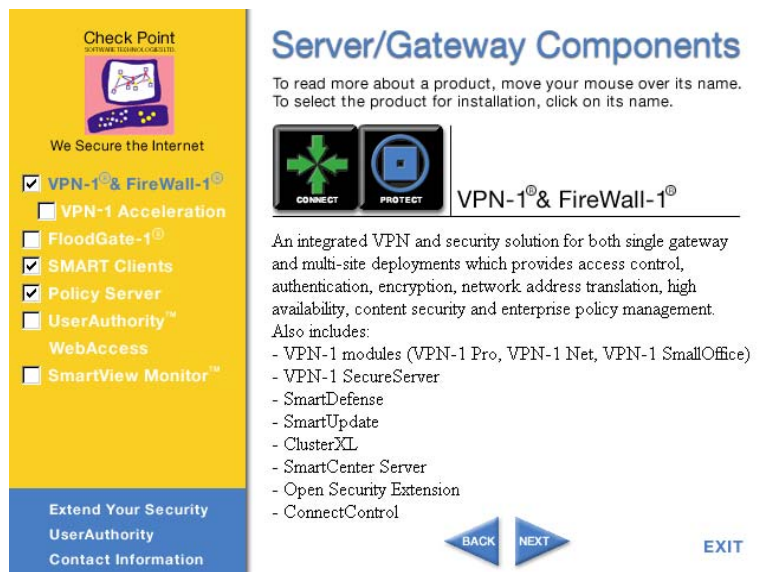 Check Point
SOFTWARE TECHNOLOGIES LTD.
We Secure the Internet
VPN-1®& FireWall-1®
VPN-1 Acceleration
FloodGate-1®
SMART Clients
Policy Server
UserAuthority™
WebAccess
SmartView Monitor™
Extend Your Security
UserAuthority
Contact Information
Server/Gateway Components
To read more about a product, move your mouse over its name.
To select the product for installation, click on its name.
CONNECT
PROTECT
VPN-1®& FireWall-1®
An integrated VPN and security solution for both single gateway
and multi-site deployments which provides access control,
authentication, encryption, network address translation, high
availability, content security and enterprise policy management.
Also includes:
- VPN-1 modules (VPN-1 Pro, VPN-1 Net, VPN-1 SmallOffice)
- VPN-1 SecureServer
- SmartDefense
- SmartUpdate
- ClusterXL
- SmartCenter Server
- Open Security Extension
- ConnectControl
BACK
NEXT
EXIT